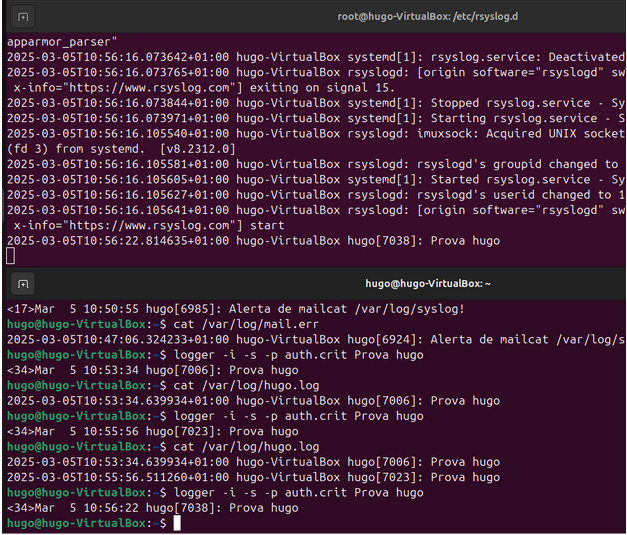 root@hugo-VirtualBox: /etc/rsyslog.d
apparmor_parser"
2025-03-05T10:56:16.073642+01:00 hugo-VirtualBox systemd[1]: rsyslog.service: Deactivated
2025-03-05T10:56:16.073765+01:00 hugo-VirtualBox rsyslogd: [origin software="rsyslogd" sw
x-info="https://www.rsyslog.com"] exiting on signal 15.
2025-03-05T10:56:16.073844+01:00 hugo-VirtualBox systemd[1]: Stopped rsyslog.service - Sy
2025-03-05T10:56:16.073971+01:00 hugo-VirtualBox systemd[1]: Starting rsyslog.service - S
2025-03-05T10:56:16.105540+01:00 hugo-VirtualBox rsyslogd: imuxsock: Acquired UNIX socket
(fd 3) from systemd.  [v8.2312.0]
2025-03-05T10:56:16.105581+01:00 hugo-VirtualBox rsyslogd: rsyslogd's groupid changed to
2025-03-05T10:56:16.105605+01:00 hugo-VirtualBox systemd[1]: Started rsyslog.service - Sy
2025-03-05T10:56:16.105627+01:00 hugo-VirtualBox rsyslogd: rsyslogd's userid changed to 1
2025-03-05T10:56:16.105641+01:00 hugo-VirtualBox rsyslogd: [origin software="rsyslogd" sw
x-info="https://www.rsyslog.com"] start
2025-03-05T10:56:22.814635+01:00 hugo-VirtualBox hugo[7038]: Prova hugo
hugo@hugo-VirtualBox: ~
<17>Mar  5 10:50:55 hugo[6985]: Alerta de mailcat /var/log/syslog!
hugo@hugo-VirtualBox:~$ cat /var/log/mail.err
2025-03-05T10:47:06.324233+01:00 hugo-VirtualBox hugo[6924]: Alerta de mailcat /var/log/s
hugo@hugo-VirtualBox:~$ logger -i -s -p auth.crit Prova hugo
<34>Mar  5 10:53:34 hugo[7006]: Prova hugo
hugo@hugo-VirtualBox:~$ cat /var/log/hugo.log
2025-03-05T10:53:34.639934+01:00 hugo-VirtualBox hugo[7006]: Prova hugo
hugo@hugo-VirtualBox:~$ logger -i -s -p auth.crit Prova hugo
<34>Mar  5 10:55:56 hugo[7023]: Prova hugo
hugo@hugo-VirtualBox:~$ cat /var/log/hugo.log
2025-03-05T10:53:34.639934+01:00 hugo-VirtualBox hugo[7006]: Prova hugo
2025-03-05T10:55:56.511260+01:00 hugo-VirtualBox hugo[7023]: Prova hugo
hugo@hugo-VirtualBox:~$ logger -i -s -p auth.crit Prova hugo
<34>Mar  5 10:56:22 hugo[7038]: Prova hugo
hugo@hugo-VirtualBox:~$